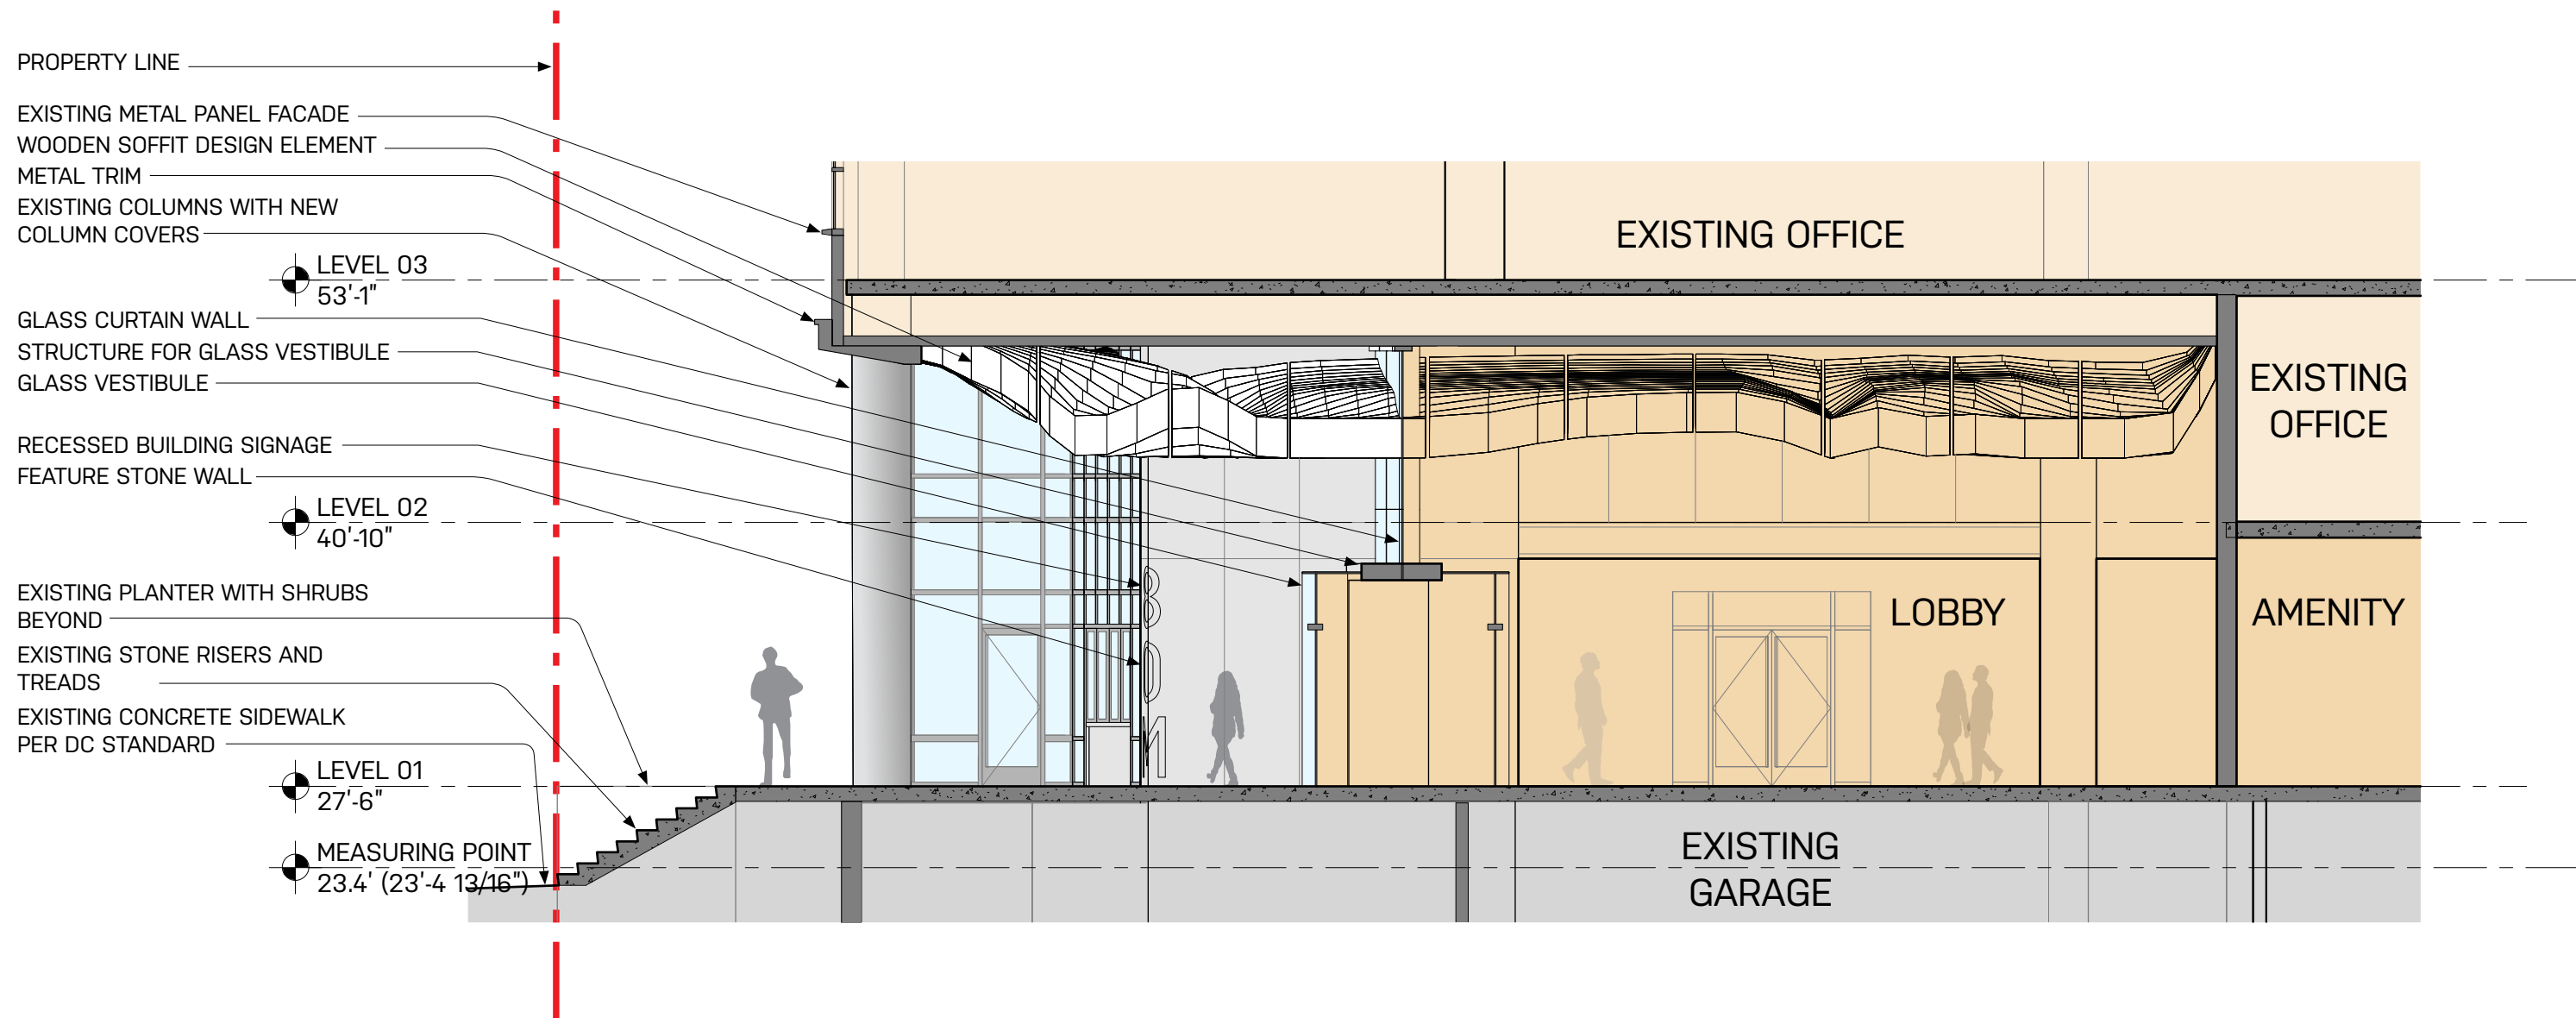 PROPERTY LINE
EXISTING METAL PANEL FACADE
WOODEN SOFFIT DESIGN ELEMENT
METAL TRIM
EXISTING COLUMNS WITH NEW
COLUMN COVERS
LEVEL 03
53'-1"
GLASS CURTAIN WALL
STRUCTURE FOR GLASS VESTIBULE
GLASS VESTIBULE
RECESSED BUILDING SIGNAGE
FEATURE STONE WALL
LEVEL 02
40'-10"
EXISTING PLANTER WITH SHRUBS
BEYOND
EXISTING STONE RISERS AND
TREADS
EXISTING CONCRETE SIDEWALK
PER DC STANDARD
LEVEL 01
27'-6"
MEASURING POINT
23.4' (23'-4 13/16")
EXISTING OFFICE
EXISTING
OFFICE
LOBBY
AMENITY
EXISTING
GARAGE